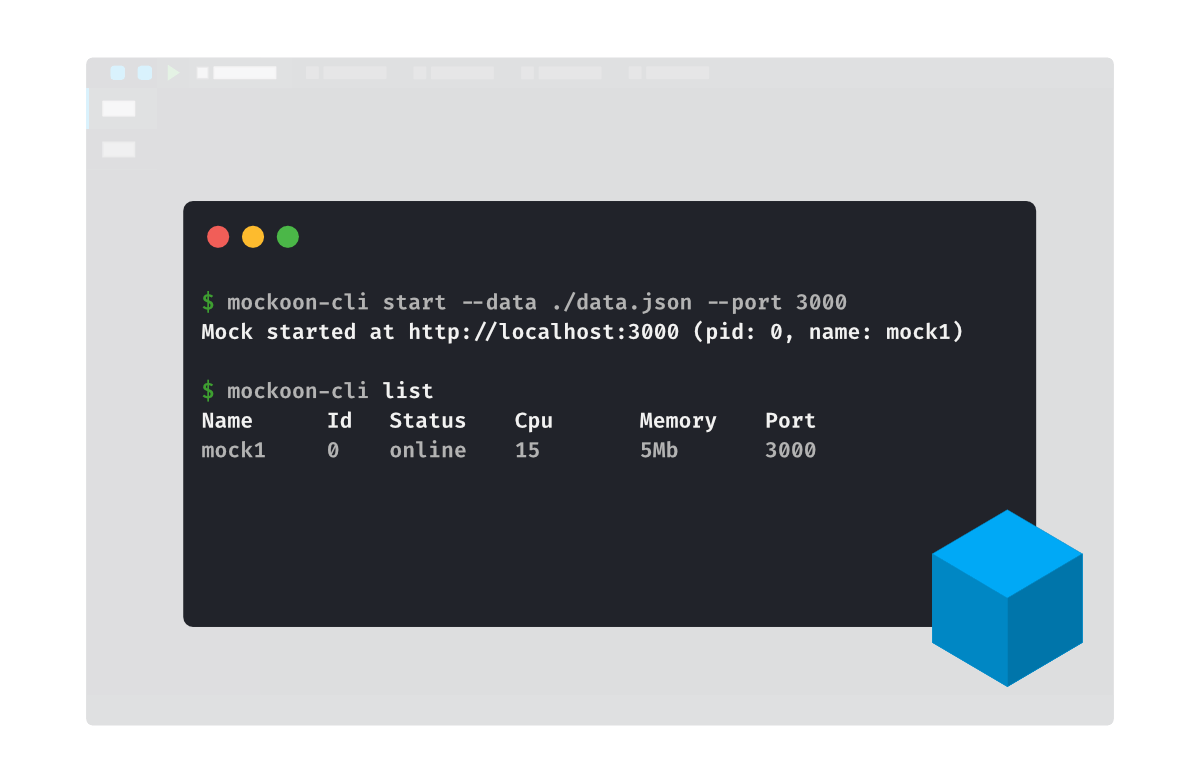 $ mockoon-cli start --data ./data.json --port 3000
Mock started at http://localhost:3000 (pid: 0, name: mock1)
$ mockoon-cli list
Name Id Status Cpu Memory Port
mock1 0 online 15 5Mb 3000